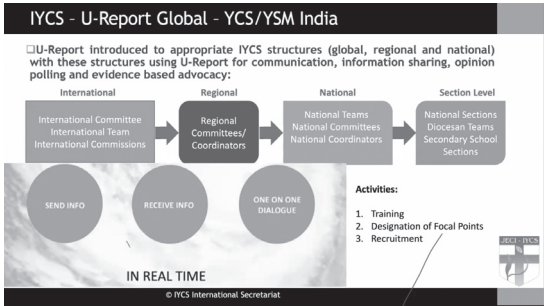 IYCS - U-Report Global - YCS/YSM India
❑U-Report introduced to appropriate IYCS structures (global, regional and national)
with these structures using U-Report for communication, information sharing, opinion
polling and evidence based advocacy:
International
Regional
National
Section Level
International Committee
International Team
International Commissions
Regional
Committees/
Coordinators
National Teams
National Committees
National Coordinators
National Sections
Diocesan Teams
Secondary School
Sections
SEND INFO
RECEIVE INFO
ONE ON ONE
DIALOGUE
Activities:
1. Training
2. Designation of Focal Points
3. Recruitment
JECI - IYCS
IN REAL TIME
© IYCS International Secretariat